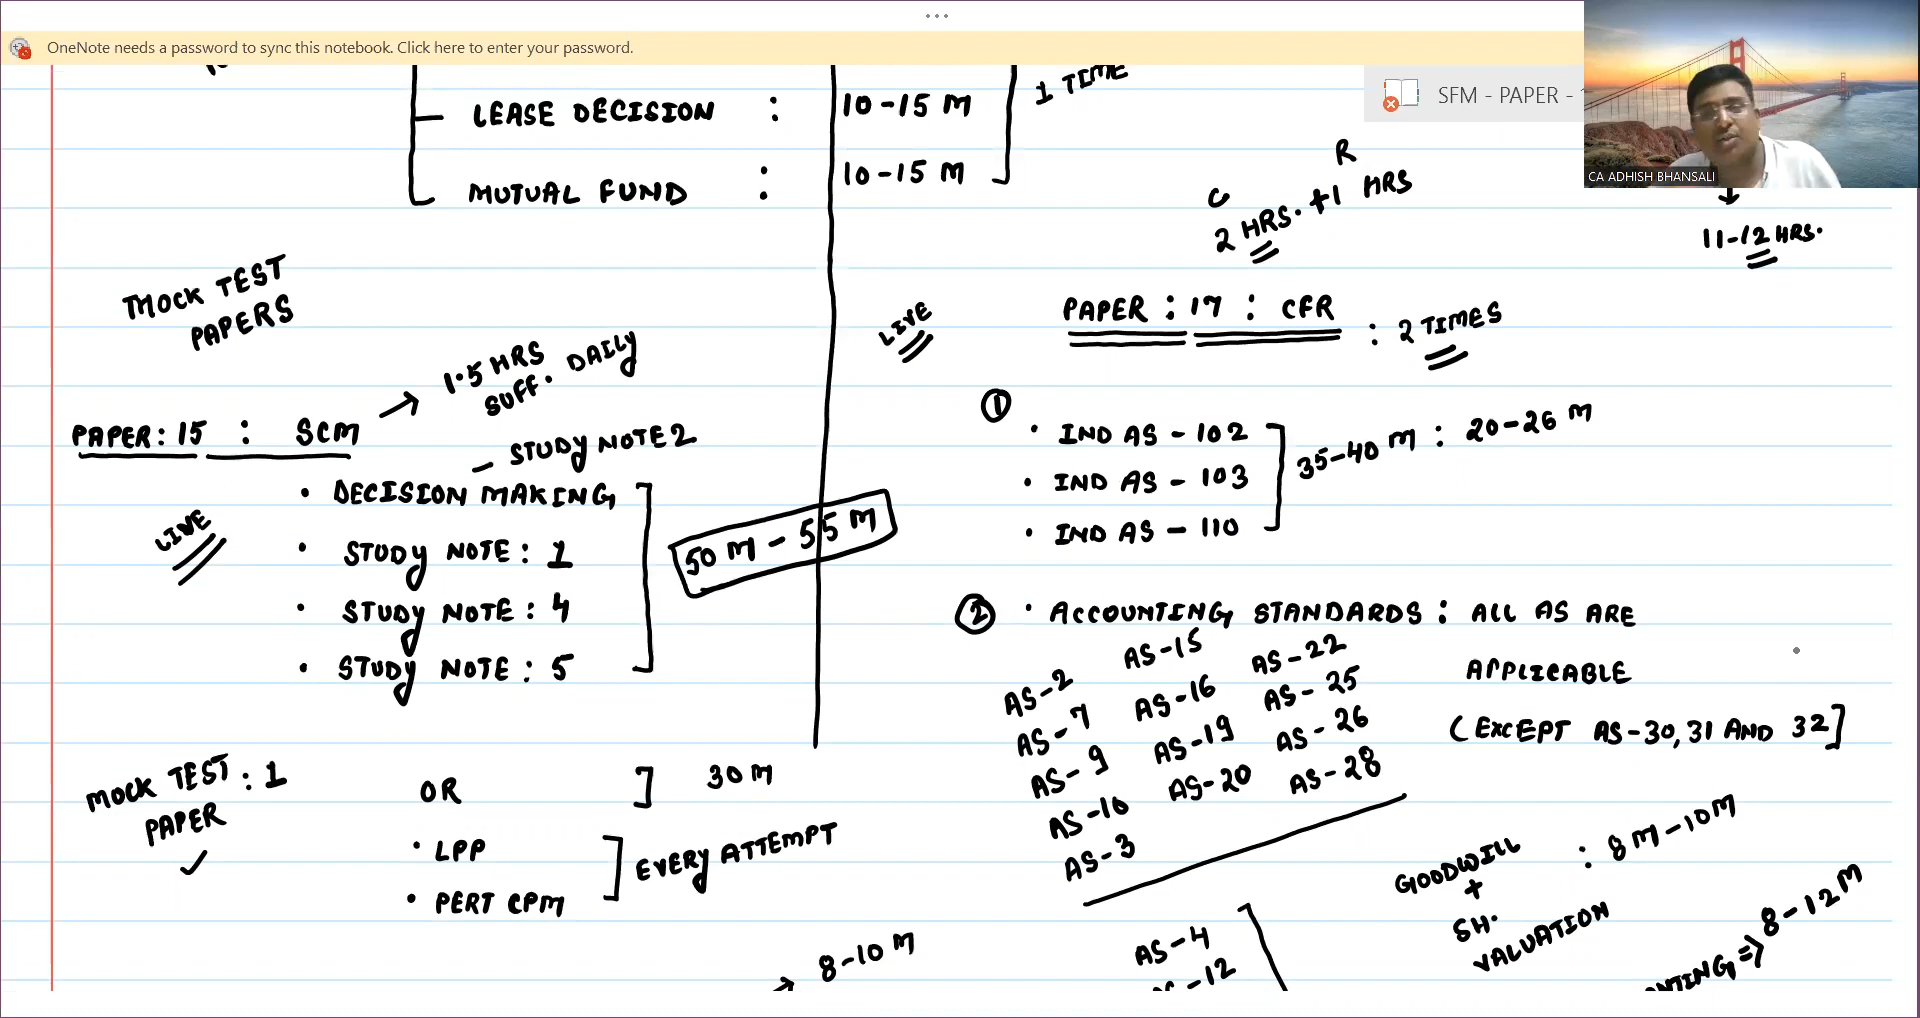 OneNote needs a password to sync this notebook. Click here to enter your password.
SFM - PAPER -
CA ADHISH BHANSALI
LEASE DECISION : 10-15 M
MUTUAL FUND : 10-15 M
1 TIME
MOCK TEST
PAPERS
PAPER : 15 : SCM → 1.5 HRS
SUFF. DAILY
- STUDY NOTE 2
LIVE
• DECISION MAKING
• STUDY NOTE : 1
• STUDY NOTE : 4
• STUDY NOTE : 5
50 M - 55 M
MOCK TEST : 1
PAPER
OR
30 M
• LPP
• PERT CPM
EVERY ATTEMPT
8-10 M
C R
2 HRS. + 1 HRS
11-12 HRS.
LIVE
PAPER : 17 : CFR : 2 TIMES
①
• IND AS - 102
• IND AS - 103
• IND AS - 110
35-40 M : 20-26 M
② • ACCOUNTING STANDARDS : ALL AS ARE
APPLICABLE
(EXCEPT AS-30, 31 AND 32]
AS-2 AS-15 AS-22
AS-7 AS-16 AS-25
AS-9 AS-19 AS-26
AS-10 AS-20 AS-28
AS-3
AS-4
-12
GOODWILL : 8 M - 10 M
+
SH.
VALUATION
NTING => 8-12 M